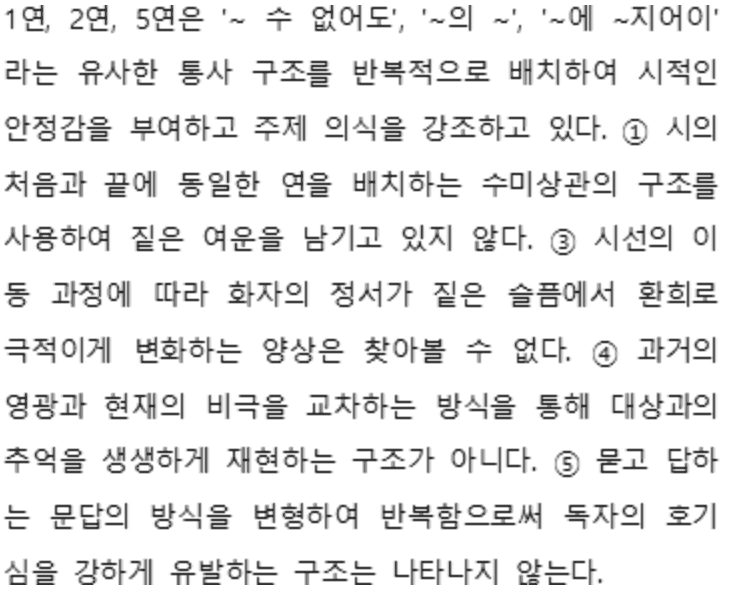 1연, 2연, 5연은 '~ 수 없어도', '~의 ~', '~에 ~지어이'
라는 유사한 통사 구조를 반복적으로 배치하여 시적인
안정감을 부여하고 주제 의식을 강조하고 있다. ① 시의
처음과 끝에 동일한 연을 배치하는 수미상관의 구조를
사용하여 짙은 여운을 남기고 있지 않다. ③ 시선의 이
동 과정에 따라 화자의 정서가 짙은 슬픔에서 환희로
극적이게 변화하는 양상은 찾아볼 수 없다. ④ 과거의
영광과 현재의 비극을 교차하는 방식을 통해 대상과의
추억을 생생하게 재현하는 구조가 아니다. ⑤ 묻고 답하
는 문답의 방식을 변형하여 반복함으로써 독자의 호기
심을 강하게 유발하는 구조는 나타나지 않는다.